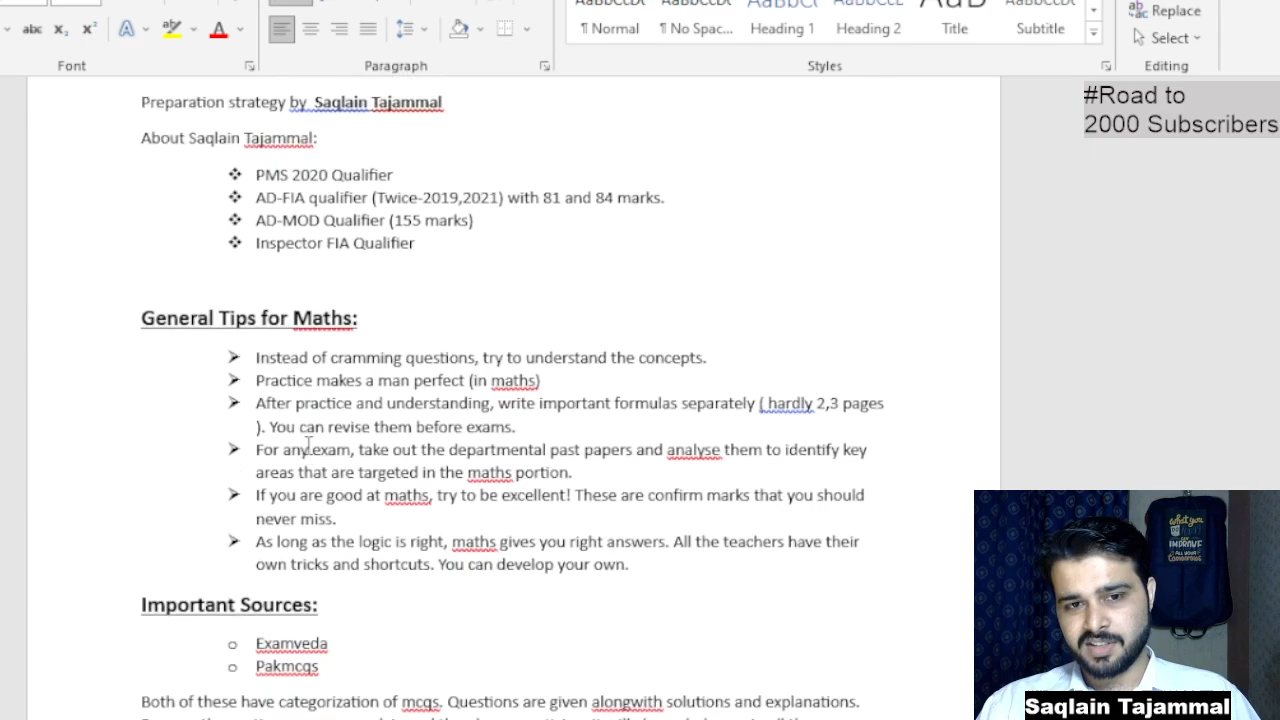 abc x₂ x²
Replace
Select
¶ Normal ¶ No Spac... Heading 1 Heading 2 Title Subtitle
Font Paragraph Styles Editing
#Road to
2000 Subscribers
Preparation strategy by Saqlain Tajammal
About Saqlain Tajammal:
❖ PMS 2020 Qualifier
❖ AD-FIA qualifier (Twice-2019,2021) with 81 and 84 marks.
❖ AD-MOD Qualifier (155 marks)
❖ Inspector FIA Qualifier
General Tips for Maths:
➢ Instead of cramming questions, try to understand the concepts.
➢ Practice makes a man perfect (in maths)
➢ After practice and understanding, write important formulas separately ( hardly 2,3 pages
). You can revise them before exams.
➢ For any exam, take out the departmental past papers and analyse them to identify key
areas that are targeted in the maths portion.
➢ If you are good at maths, try to be excellent! These are confirm marks that you should
never miss.
➢ As long as the logic is right, maths gives you right answers. All the teachers have their
own tricks and shortcuts. You can develop your own.
Important Sources:
o Examveda
o Pakmcqs
Both of these have categorization of mcqs. Questions are given alongwith solutions and explanations.
what you
IMPROVE
ALL YOUR
Tomorrows
Saqlain Tajammal